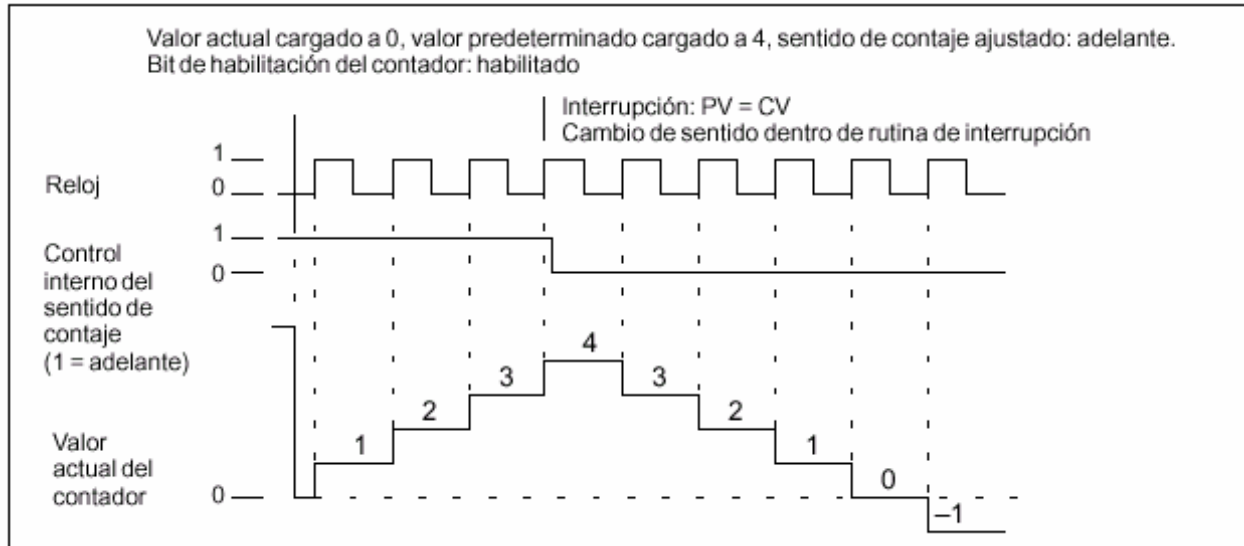 Valor actual cargado a 0, valor predeterminado cargado a 4, sentido de contaje ajustado: adelante.
Bit de habilitación del contador: habilitado
Interrupción: PV = CV
Cambio de sentido dentro de rutina de interrupción
Reloj
1
0
Control
interno del
sentido de
contaje
(1 = adelante)
1
0
Valor
actual del
contador
0
1
2
3
4
3
2
1
0
–1